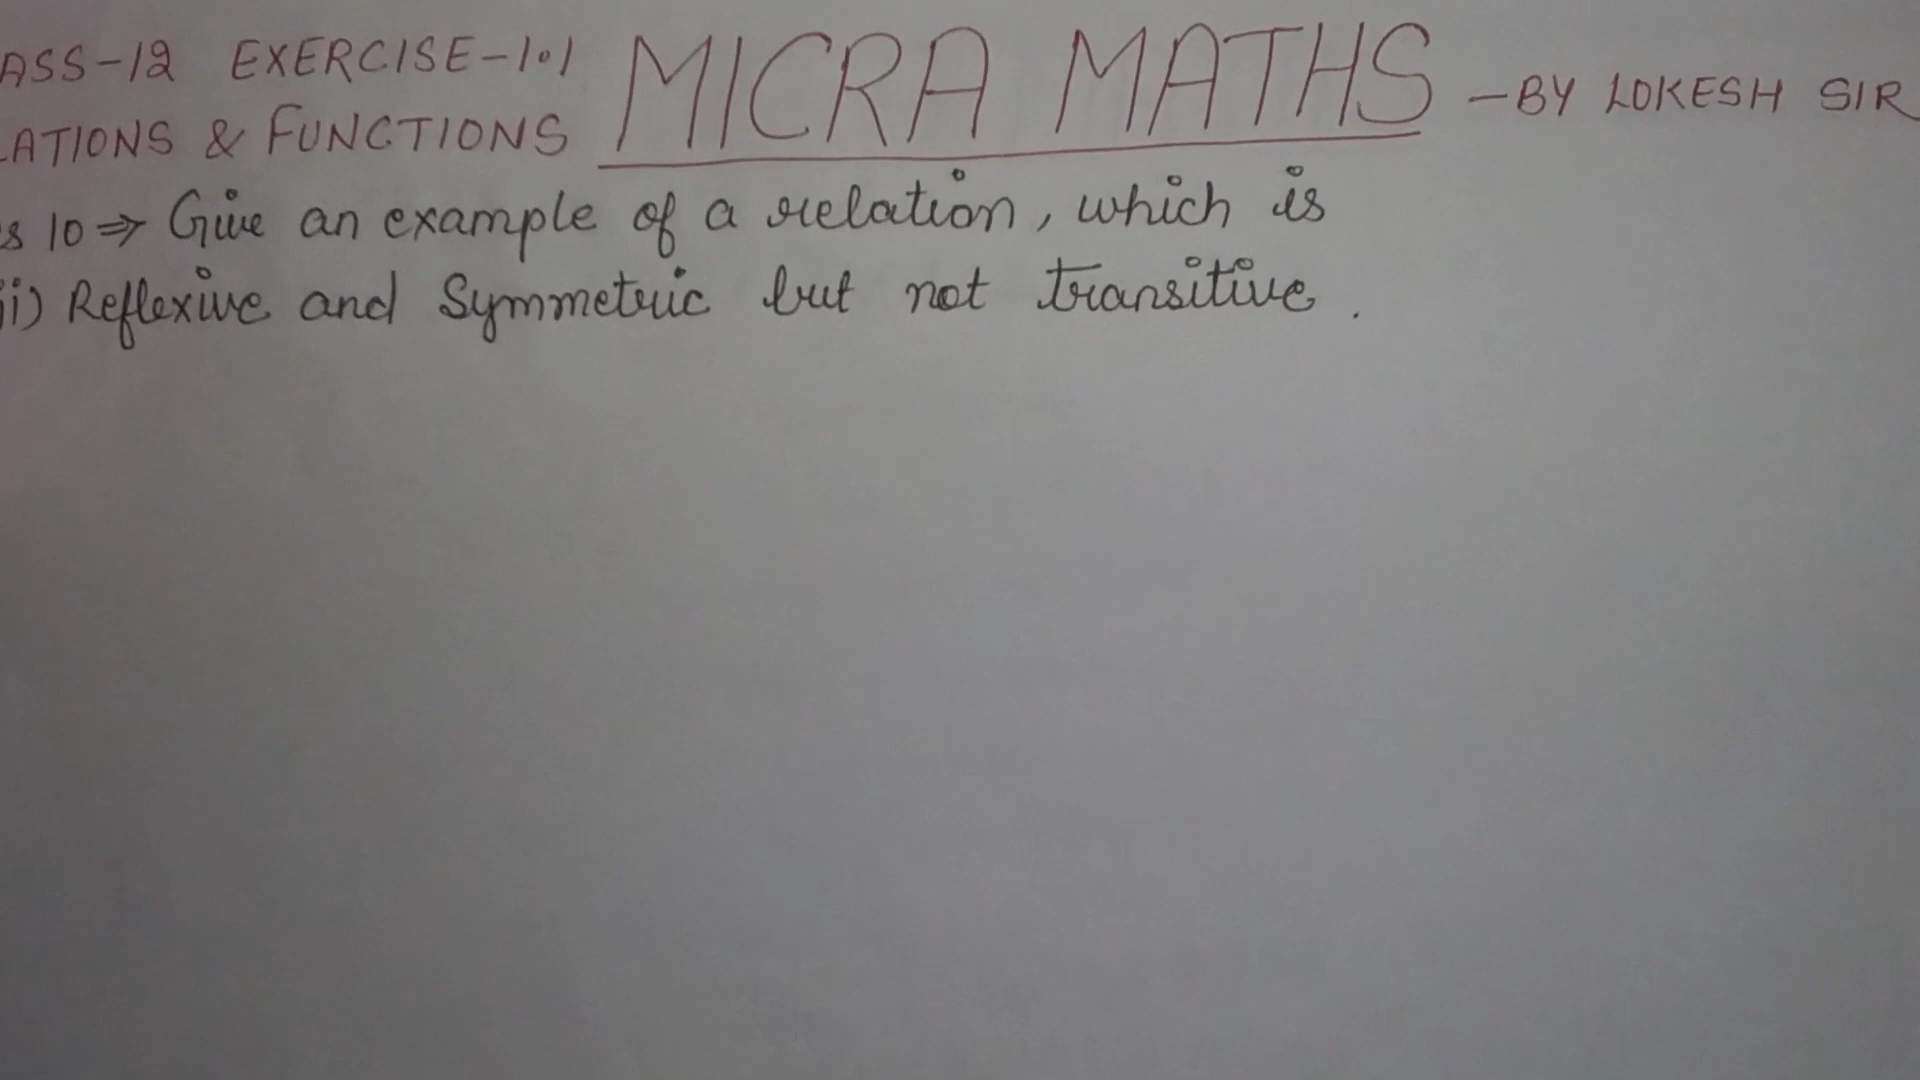 ASS-12 EXERCISE-1.1 MICRA MATHS -BY LOKESH SIR
LATIONS & FUNCTIONS
s 10⇒ Give an example of a relation, which is
ii) Reflexive and Symmetric but not transitive.